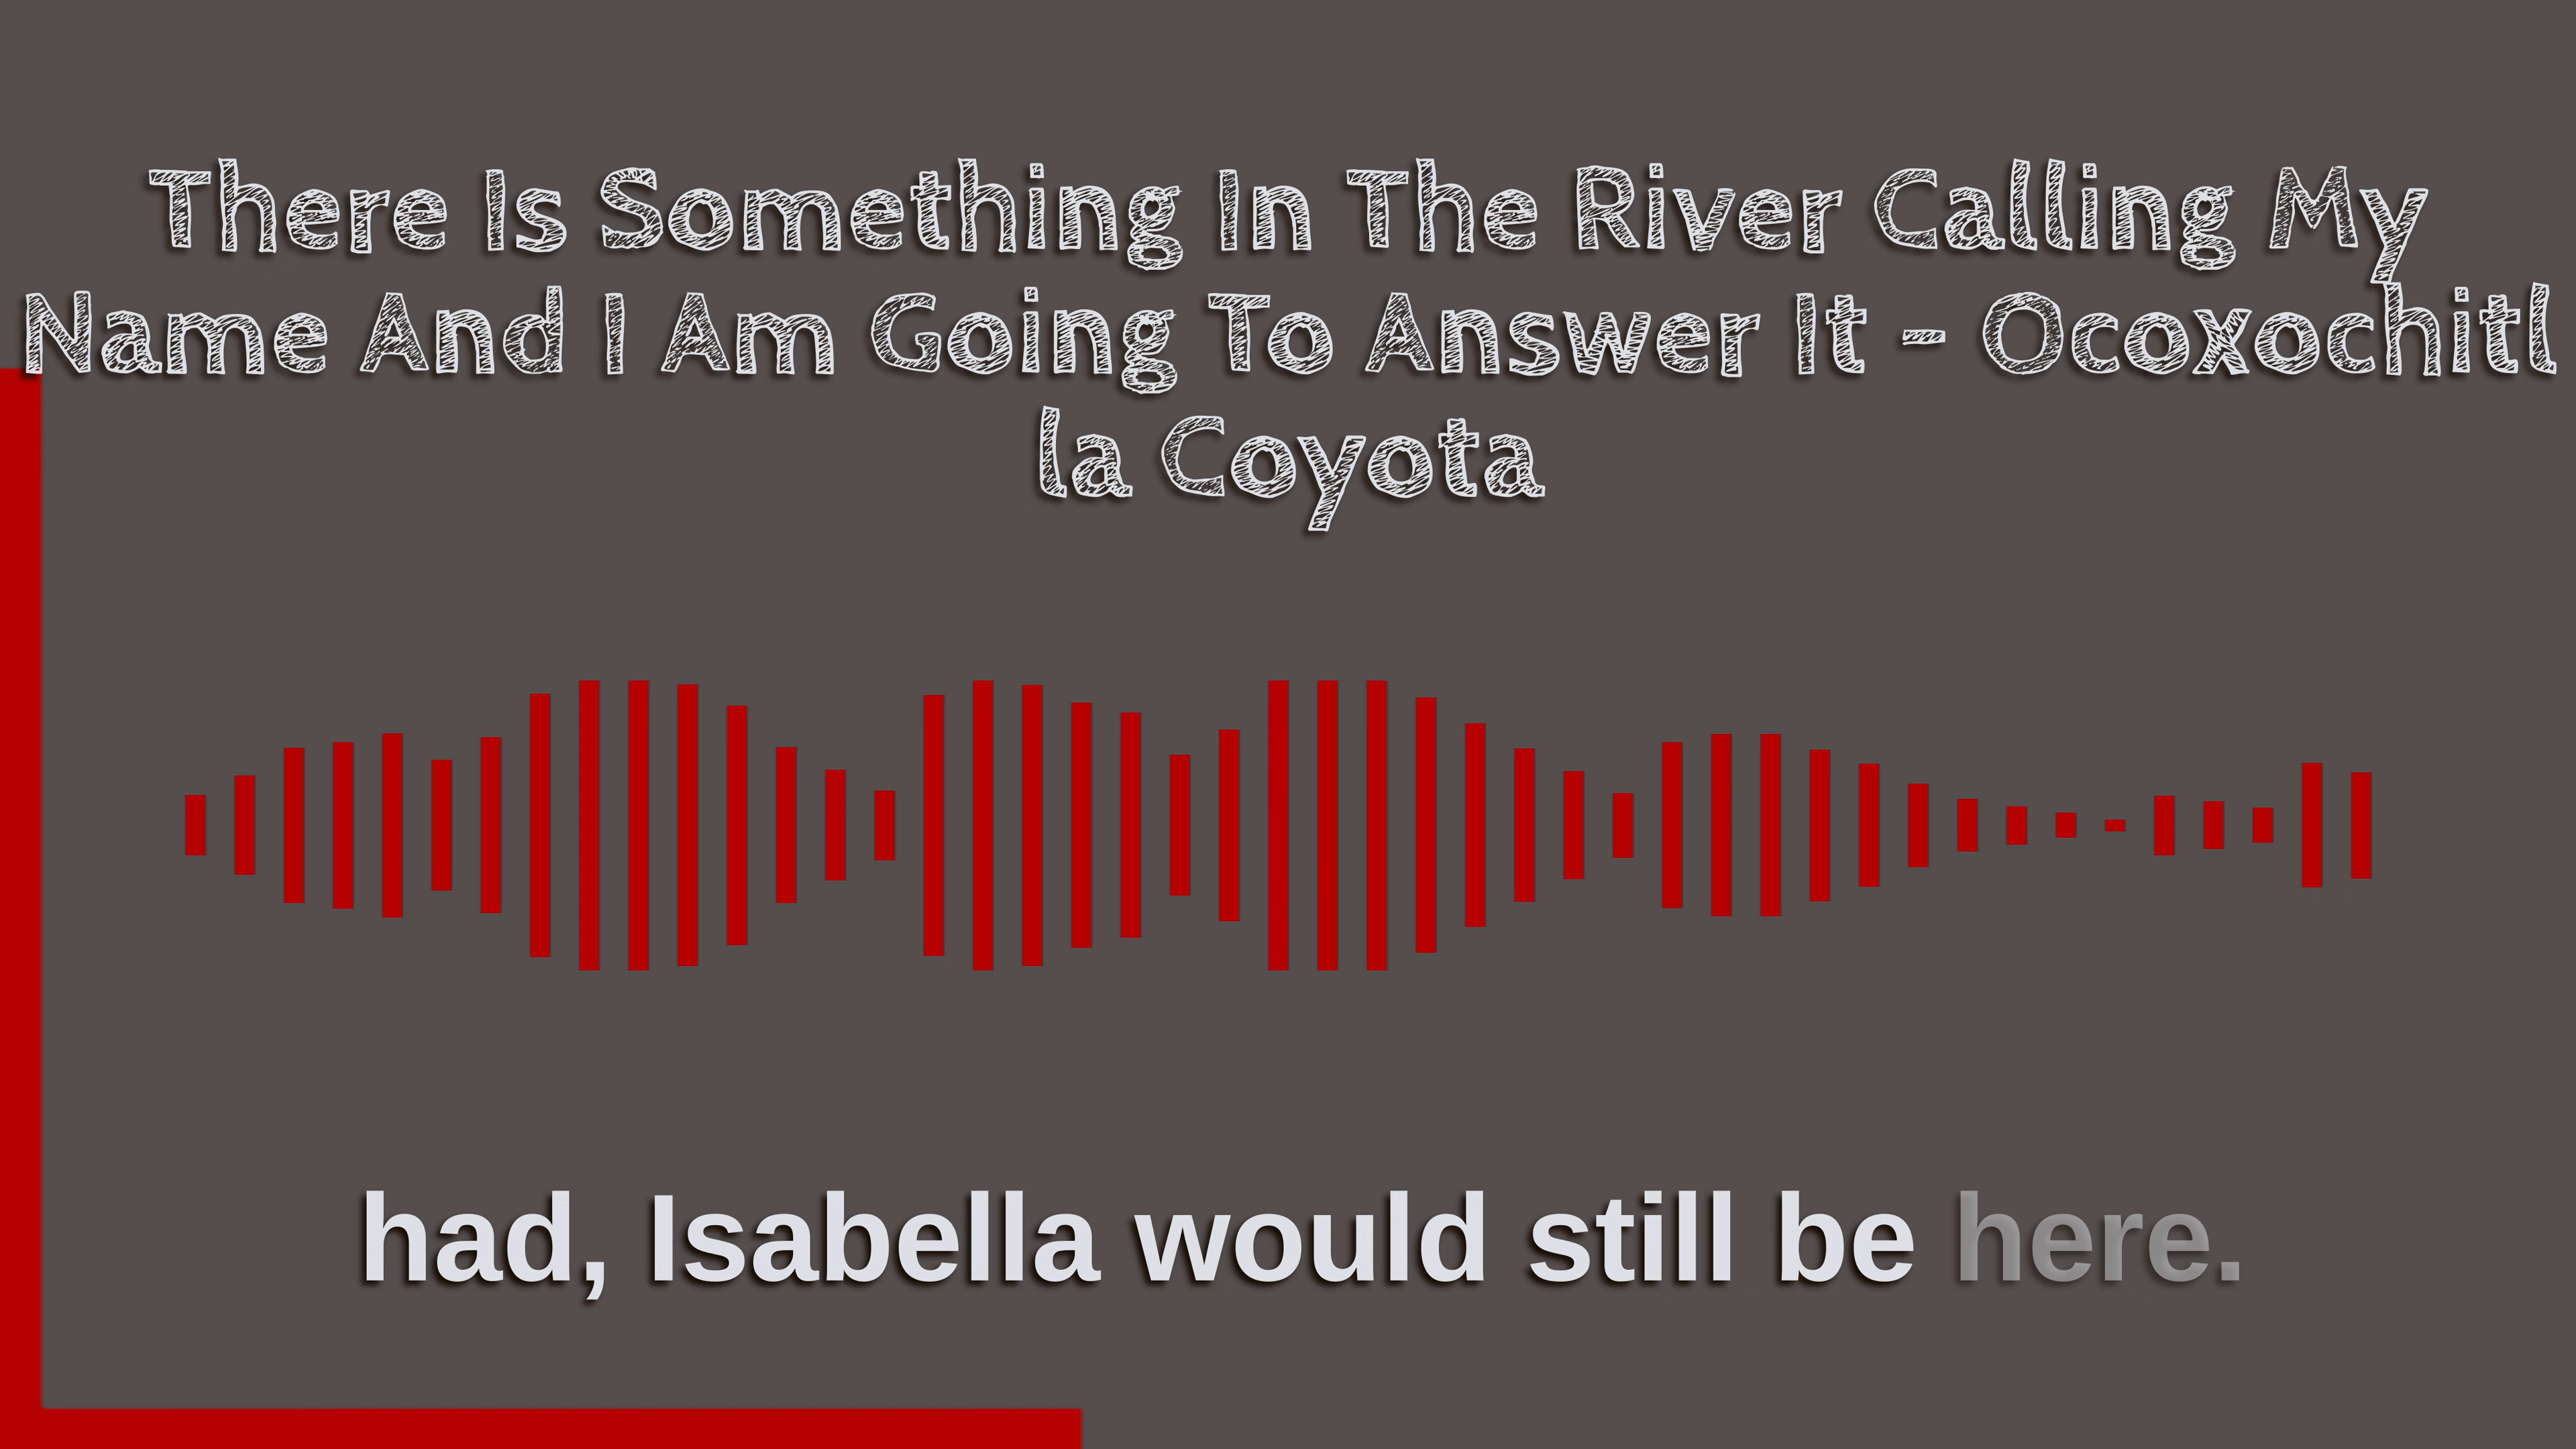 There Is Something In The River Calling My
Name And I Am Going To Answer It - Ocoxochitl
la Coyota
had, Isabella would still be here.